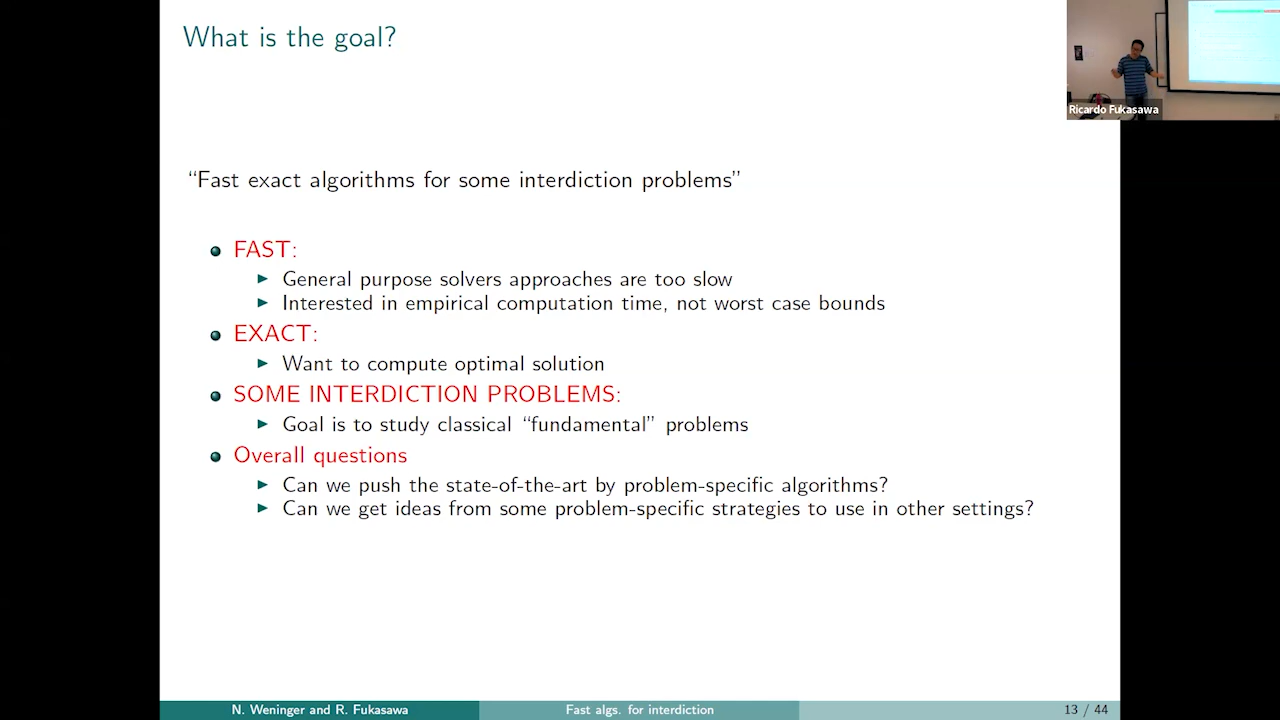 What is the goal?
Ricardo Fukasawa
“Fast exact algorithms for some interdiction problems”
FAST:
General purpose solvers approaches are too slow
Interested in empirical computation time, not worst case bounds
EXACT:
Want to compute optimal solution
SOME INTERDICTION PROBLEMS:
Goal is to study classical “fundamental” problems
Overall questions
Can we push the state-of-the-art by problem-specific algorithms?
Can we get ideas from some problem-specific strategies to use in other settings?
N. Weninger and R. Fukasawa
Fast algs. for interdiction
13 / 44